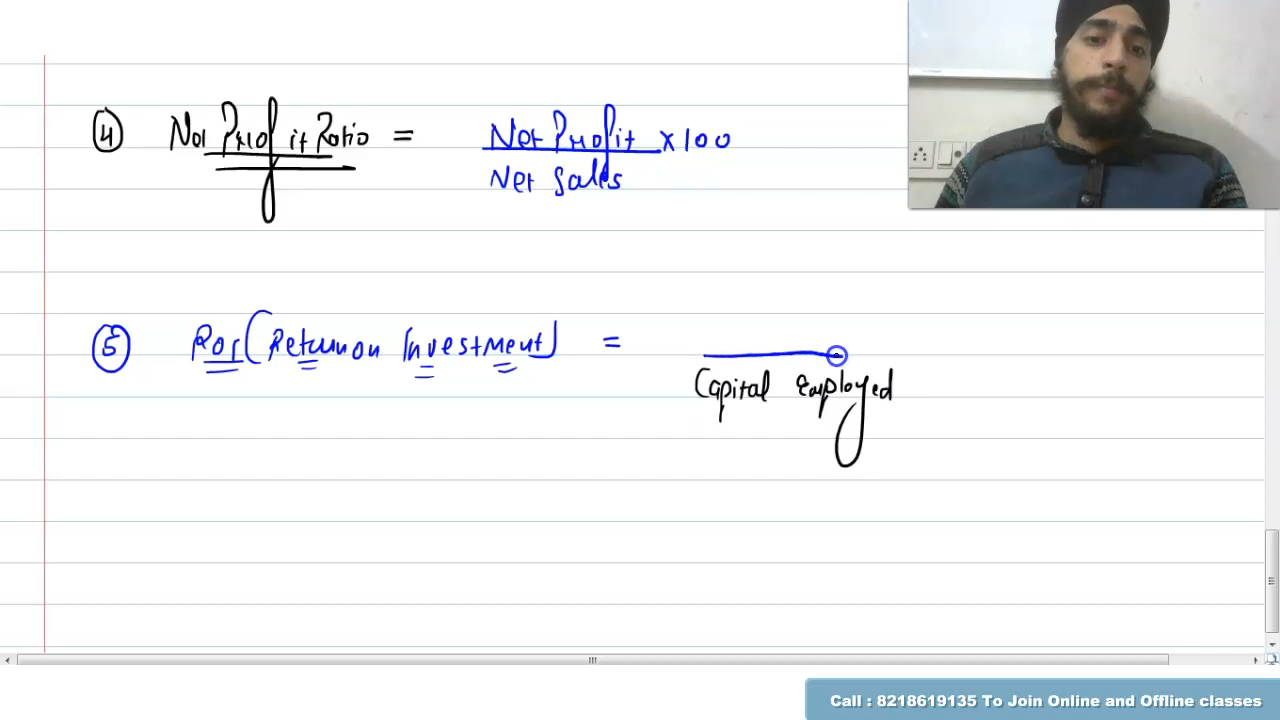 ④ Net Profit Ratio = Net Profit x 100
Net Sales
⑤ ROI (Return on Investment) =
Capital Employed
Call : 8218619135 To Join Online and Offline classes